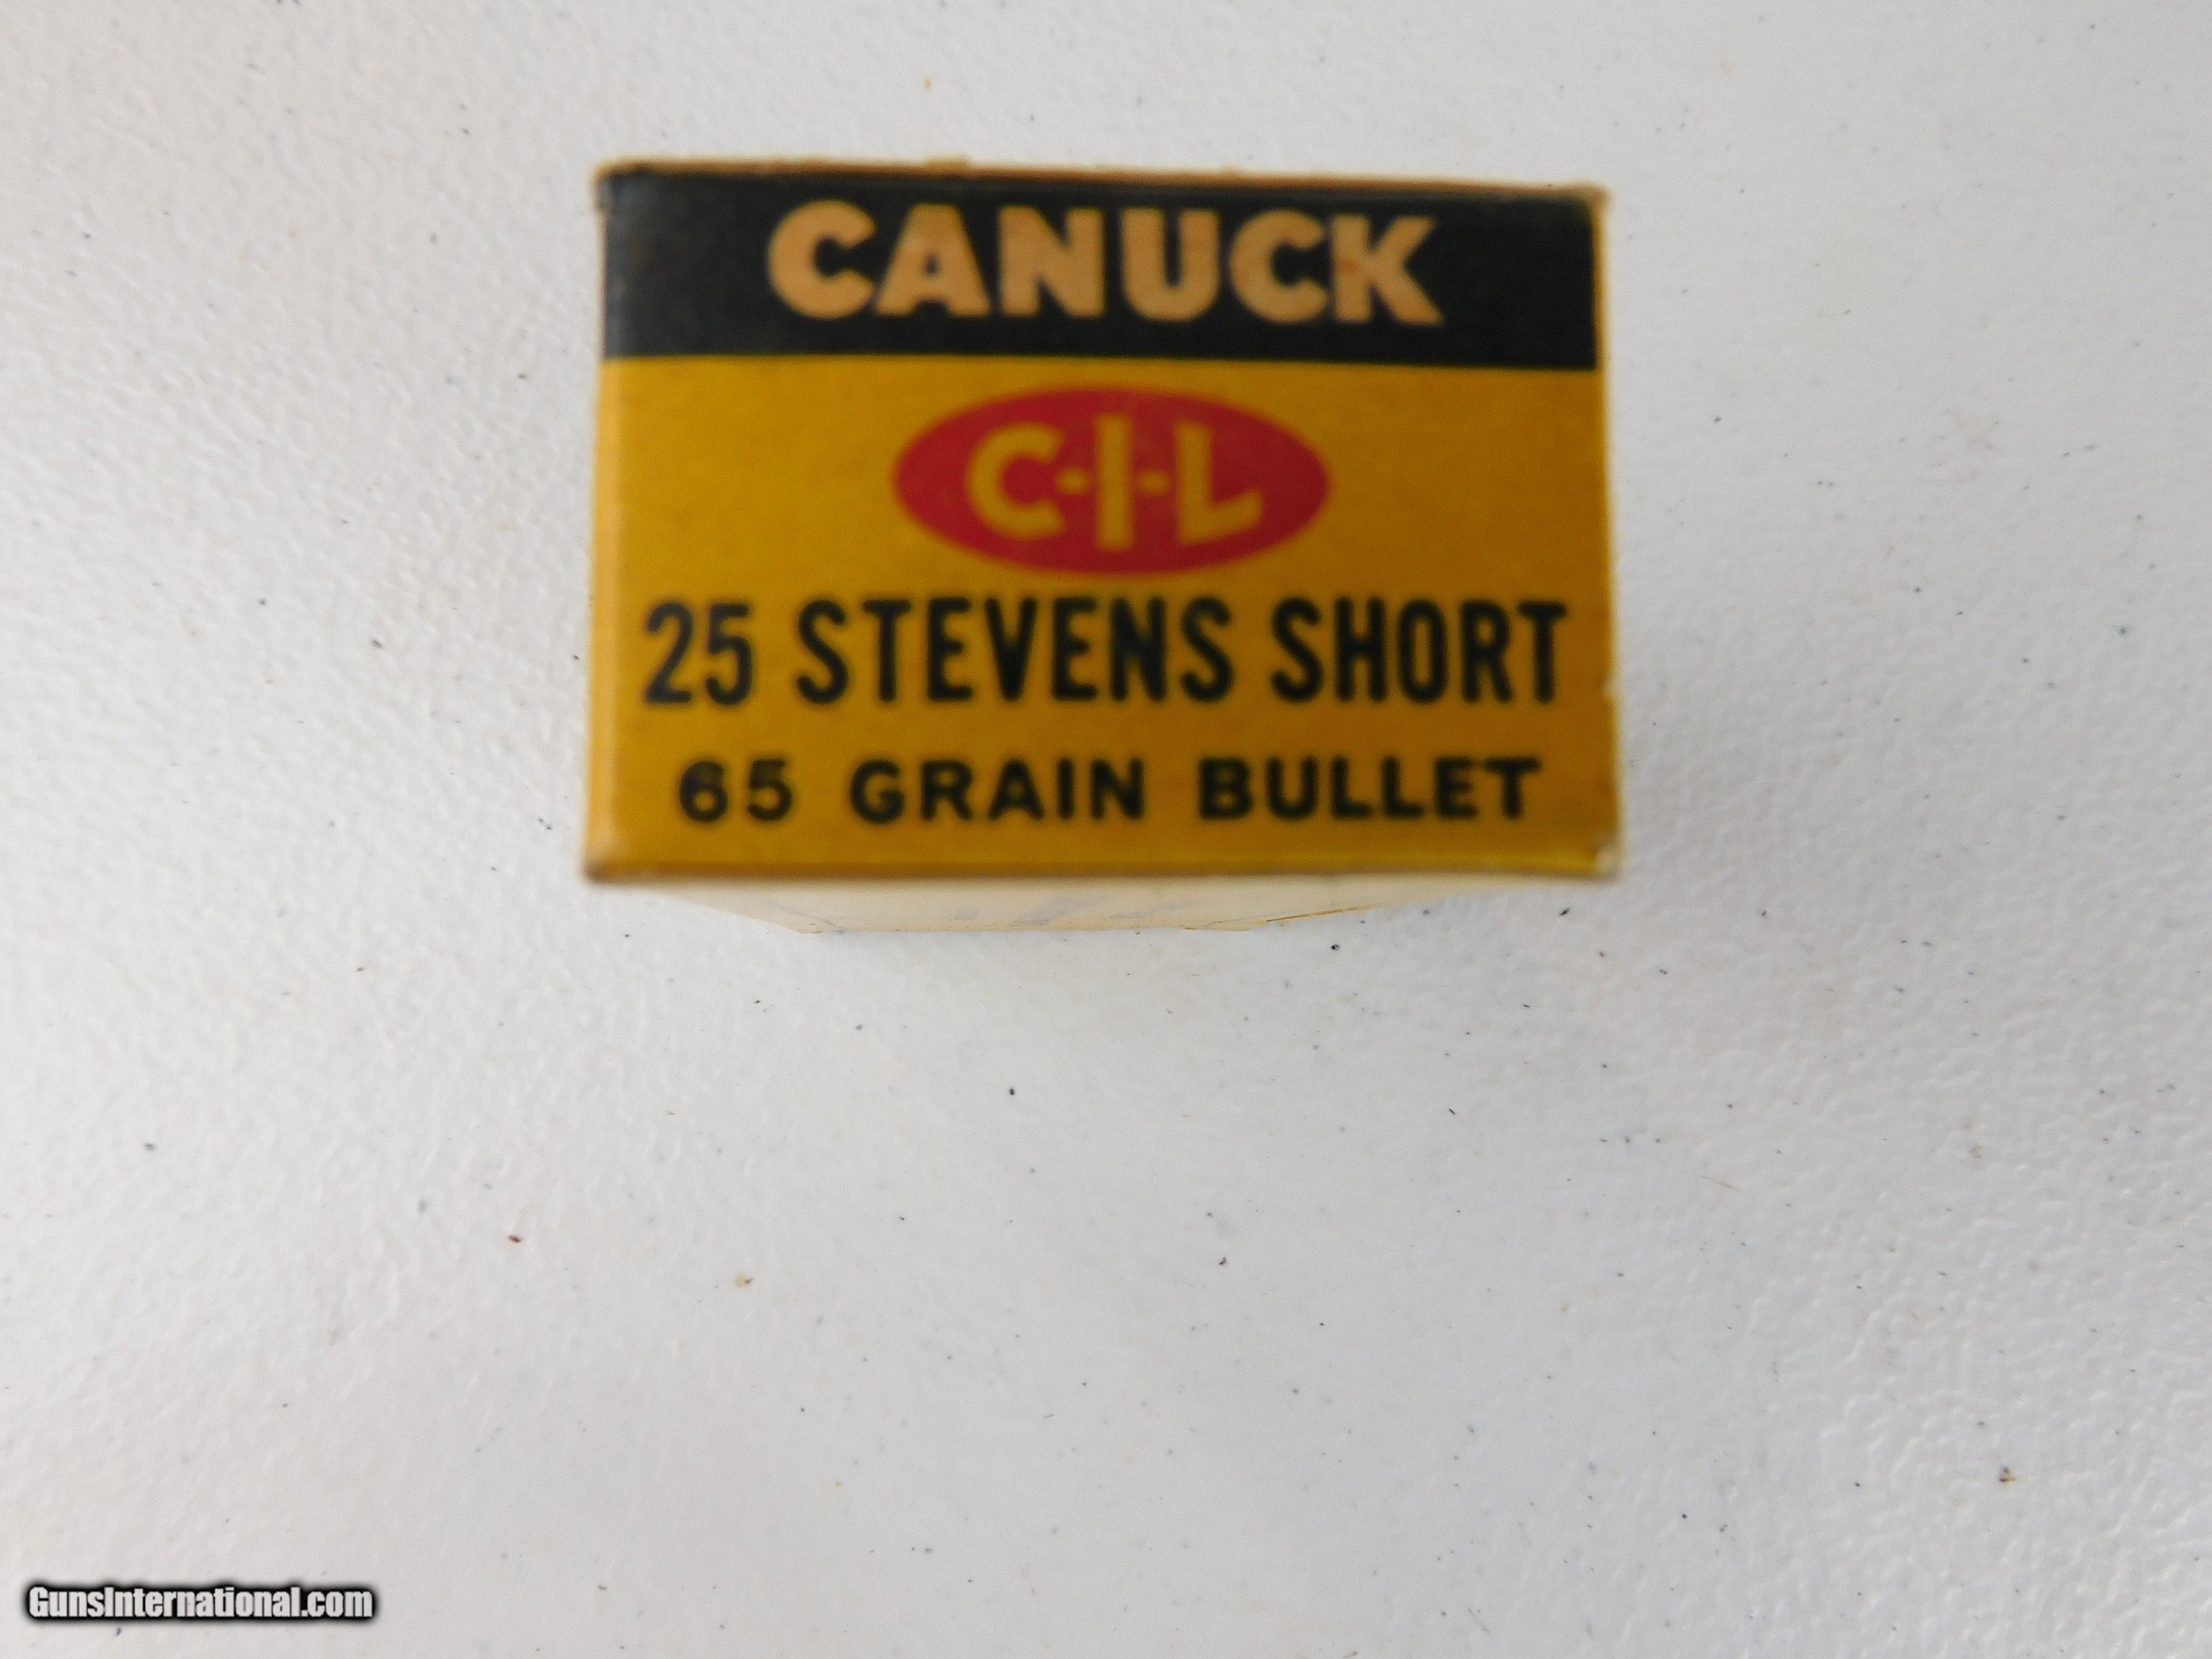 CANUCK
C-I-L
25 STEVENS SHORT
65 GRAIN BULLET
GunsInternational.com